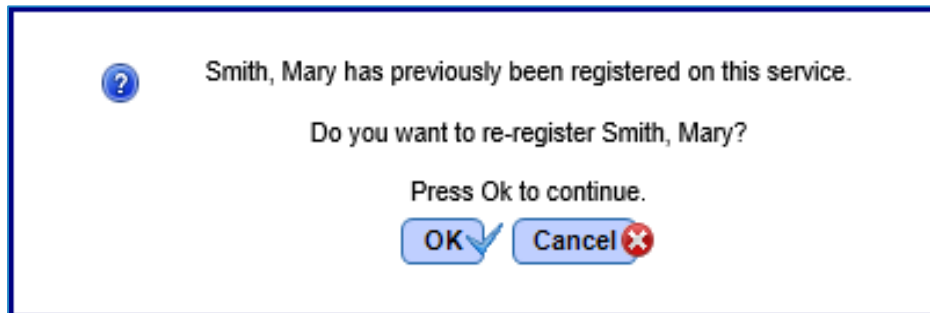 Smith, Mary has previously been registered on this service.
Do you want to re-register Smith, Mary?
Press Ok to continue.
OK Cancel